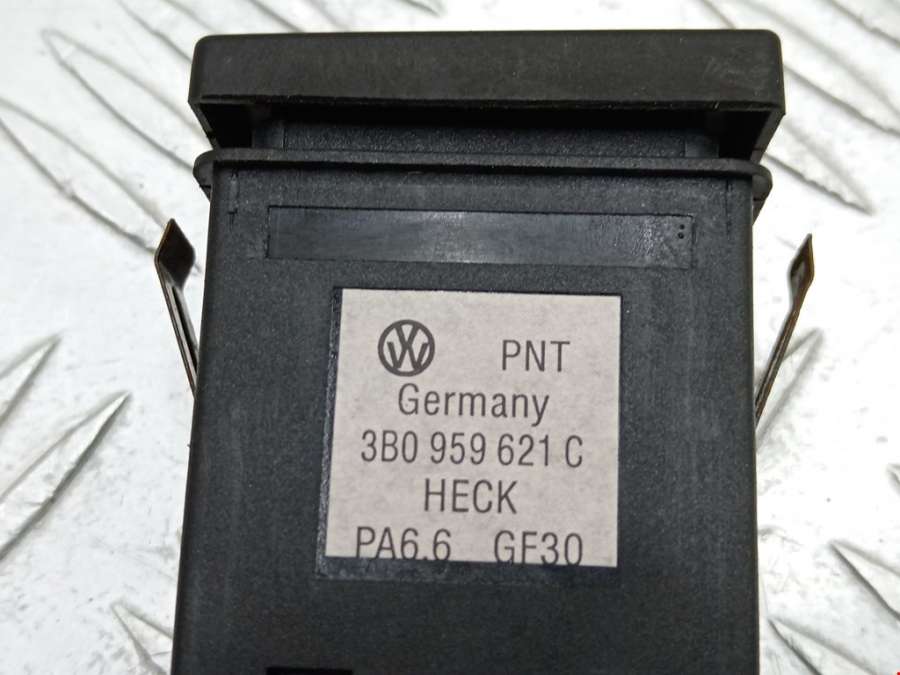 PNT
Germany
3B0 959 621 C
HECK
PA6.6 GF30